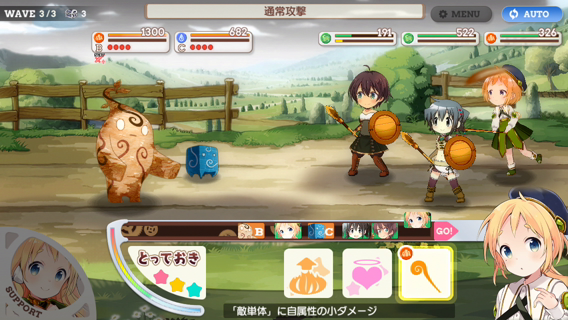 WAVE 3/3 3
通常攻撃
MENU
AUTO
B 1300
C 682
191
522
326
B
C
GO!
とっておき
SUPPORT
「敵単体」に自属性の小ダメージ